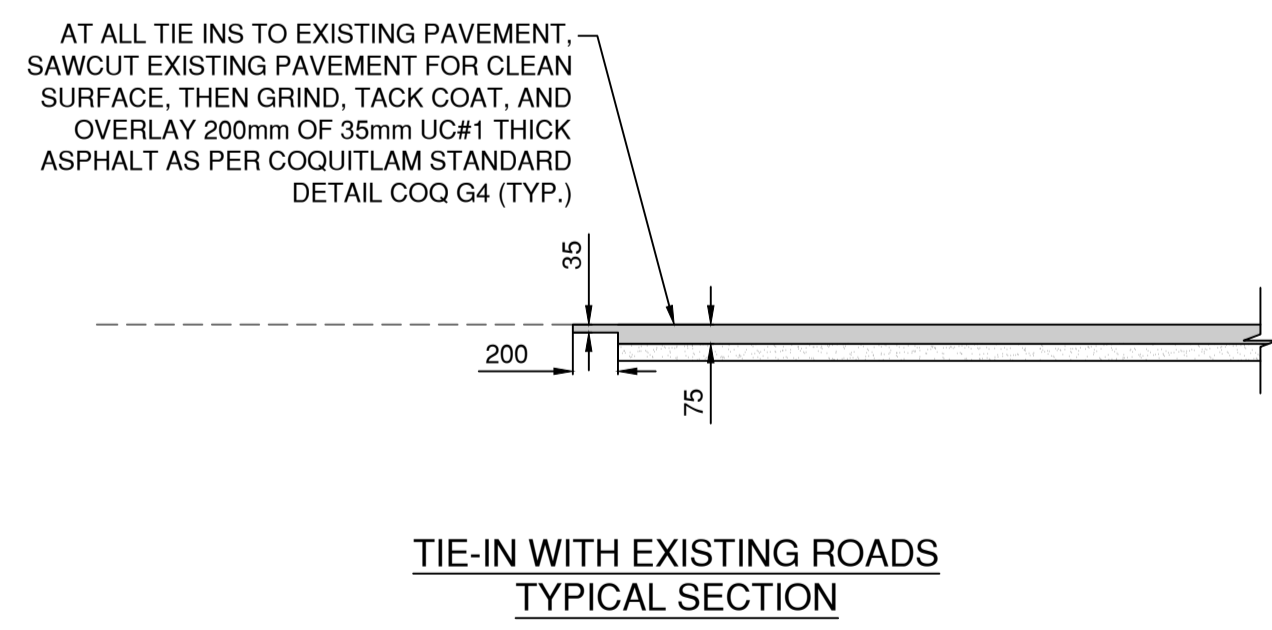 AT ALL TIE INS TO EXISTING PAVEMENT,
SAWCUT EXISTING PAVEMENT FOR CLEAN
SURFACE, THEN GRIND, TACK COAT, AND
OVERLAY 200mm OF 35mm UC#1 THICK
ASPHALT AS PER COQUITLAM STANDARD
DETAIL COQ G4 (TYP.)
35
200
75
TIE-IN WITH EXISTING ROADS
TYPICAL SECTION